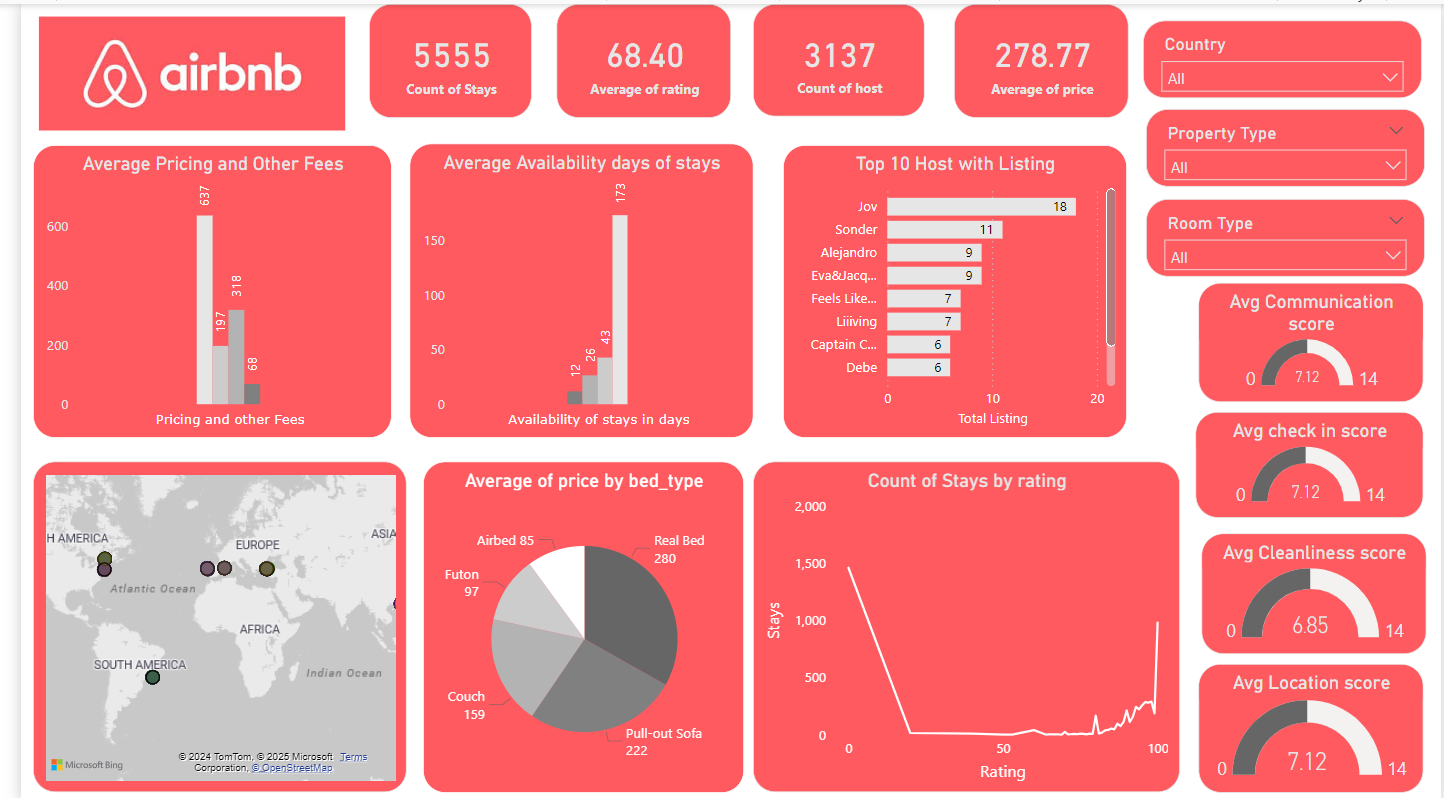 airbnb
5555
Count of Stays
68.40
Average of rating
3137
Count of host
278.77
Average of price
Country
All
Property Type
All
Room Type
All
Average Pricing and Other Fees
600
400
200
0
637
197
318
68
Pricing and other Fees
Average Availability days of stays
150
100
50
0
12
26
43
173
Availability of stays in days
Top 10 Host with Listing
Jov 18
Sonder 11
Alejandro 9
Eva&Jacq... 9
Feels Like... 7
Liiiving 7
Captain C... 6
Debe 6
0 10 20
Total Listing
Avg Communication
score
0 7.12 14
Avg check in score
0 7.12 14
Avg Cleanliness score
0 6.85 14
Avg Location score
0 7.12 14
H AMERICA
EUROPE
ASIA
Atlantic Ocean
AFRICA
SOUTH AMERICA
Indian Ocean
Microsoft Bing
© 2024 TomTom, © 2025 Microsoft Terms
Corporation, © OpenStreetMap
Average of price by bed_type
Airbed 85
Real Bed
280
Futon
97
Couch
159
Pull-out Sofa
222
Count of Stays by rating
Stays
2,000
1,500
1,000
500
0
0 50 100
Rating